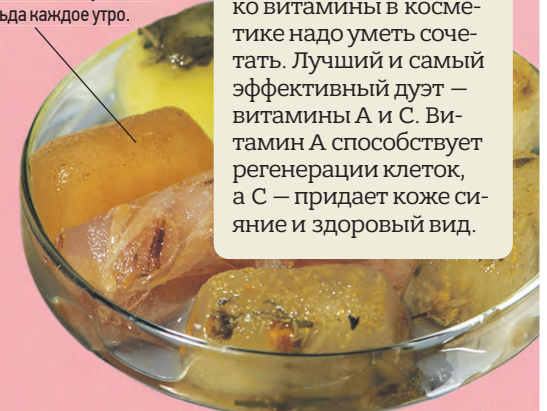 ьда каждое утро.
ко витамины в косме-
тике надо уметь соче-
тать. Лучший и самый
эффективный дуэт —
витамины А и С. Ви-
тамин А способствует
регенерации клеток,
а С — придает коже си-
яние и здоровый вид.